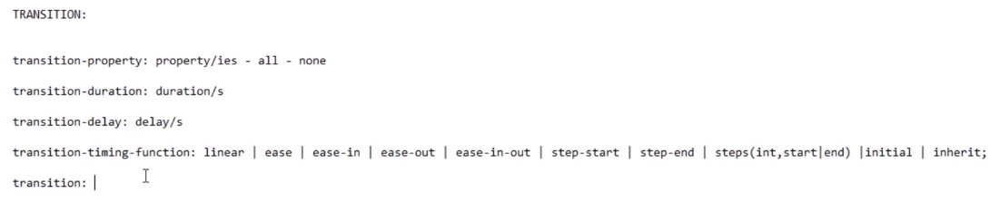 TRANSITION:
transition-property: property/ies - all - none
transition-duration: duration/s
transition-delay: delay/s
transition-timing-function: linear | ease | ease-in | ease-out | ease-in-out | step-start | step-end | steps(int,start|end) |initial | inherit;
transition: